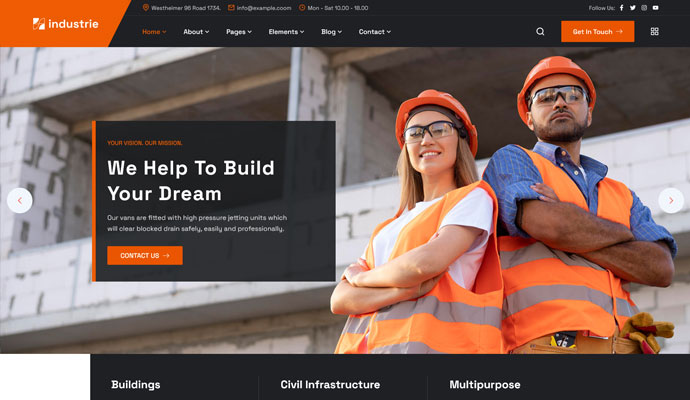 industrie
Westheimer 96 Road 1734.
info@example.coom
Mon - Sat 10.00 - 18.00
Follow Us:
Home
About
Pages
Elements
Blog
Contact
Get In Touch
YOUR VISION. OUR MISSION.
We Help To Build
Your Dream
Our vans are fitted with high pressure jetting units which
will clear blocked drain safely, easily and professionally.
CONTACT US
Buildings
Civil Infrastructure
Multipurpose